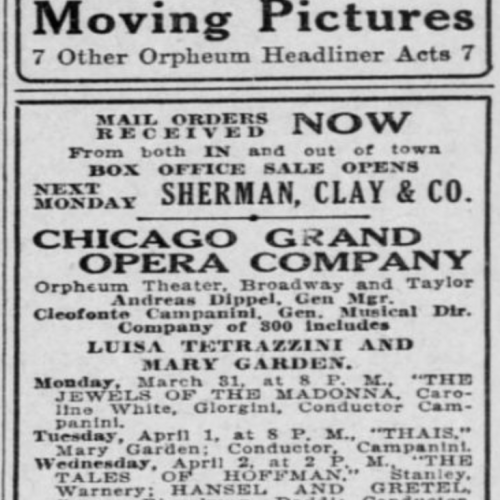 Moving Pictures
7 Other Orpheum Headliner Acts 7
MAIL ORDERS RECEIVED NOW
From both IN and out of town
BOX OFFICE SALE OPENS
NEXT MONDAY SHERMAN, CLAY & CO.
CHICAGO GRAND
OPERA COMPANY
Orpheum Theater, Broadway and Taylor
Andreas Dippel, Gen Mgr.
Cleofonte Campanini, Gen. Musical Dir.
Company of 300 includes
LUISA TETRAZZINI AND
MARY GARDEN.
Monday, March 31, at 8 P. M., "THE
JEWELS OF THE MADONNA, Caro-
line White, Giorgini, Conductor Cam-
panini.
Tuesday, April 1, at 8 P. M., "THAIS,"
Mary Garden; Conductor, Campanini.
Wednesday, April 2, at 2 P. M., "THE
TALES OF HOFFMAN," Stanley,
Warnery; HANSEL AND GRETEL,